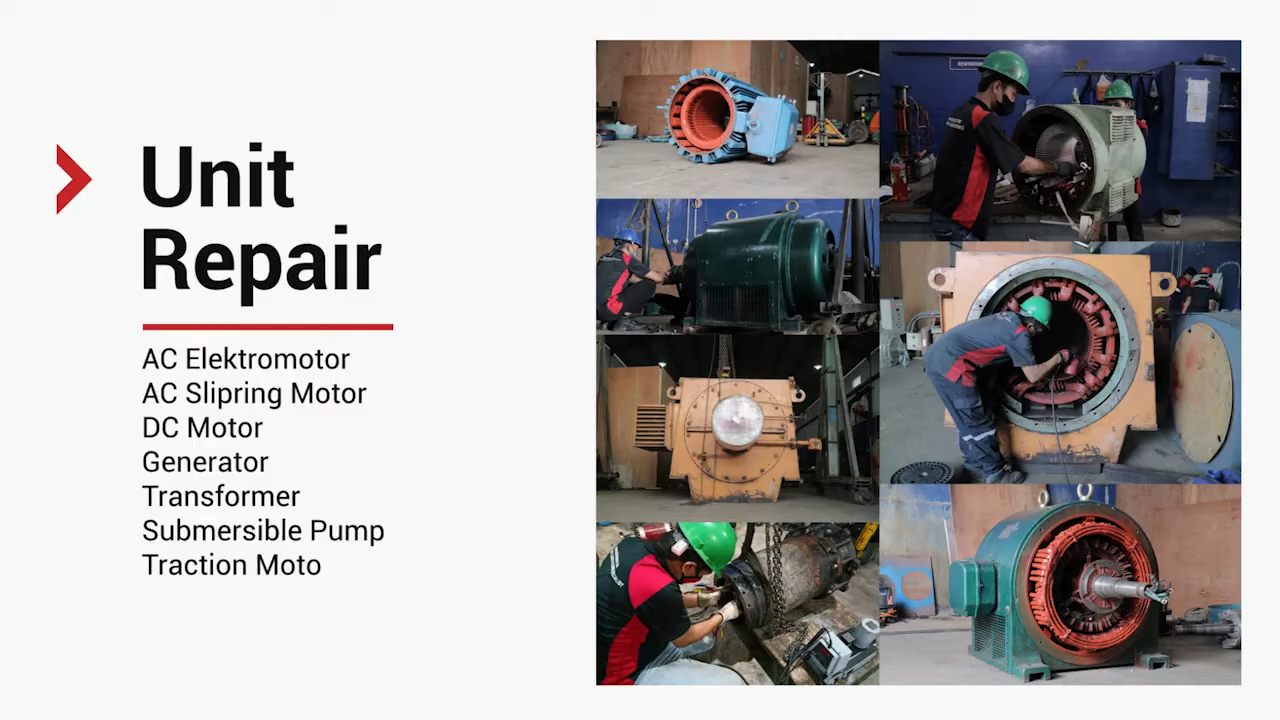 Unit
Repair
AC Elektromotor
AC Slipring Motor
DC Motor
Generator
Transformer
Submersible Pump
Traction Moto